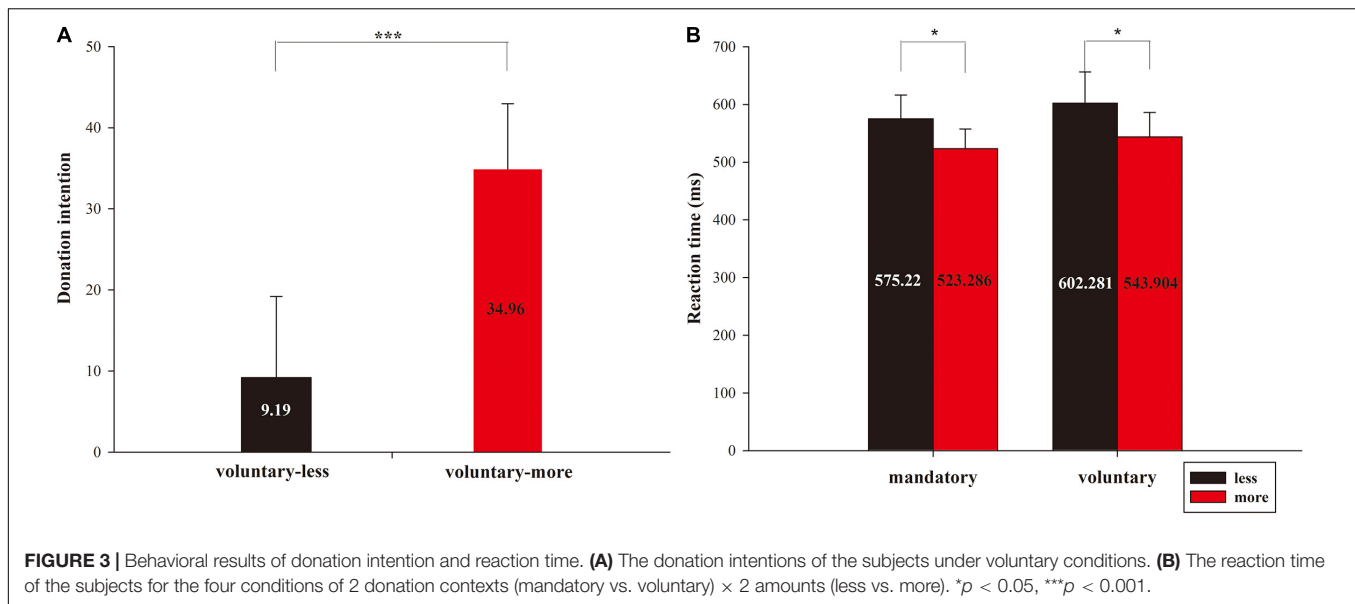 A
***
50
40
30
20
10
0
Donation intention
9.19
34.96
voluntary-less
voluntary-more
B
*
*
700
600
500
400
300
200
100
0
Reaction time (ms)
575.22
523.286
602.281
543.904
mandatory
voluntary
less
more
FIGURE 3 | Behavioral results of donation intention and reaction time. (A) The donation intentions of the subjects under voluntary conditions. (B) The reaction time
of the subjects for the four conditions of 2 donation contexts (mandatory vs. voluntary) × 2 amounts (less vs. more). *p < 0.05, ***p < 0.001.